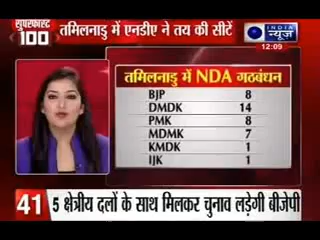 सुपरफास्ट
100
तमिलनाडु में एनडीए ने तय की सीटें
INDIA
न्यूज़
12:09
तमिलनाडु में NDA गठबंधन
BJP 8
DMDK 14
PMK 8
MDMK 7
KMDK 1
IJK 1
41 5 क्षेत्रीय दलों के साथ मिलकर चुनाव लड़ेगी बीजेपी